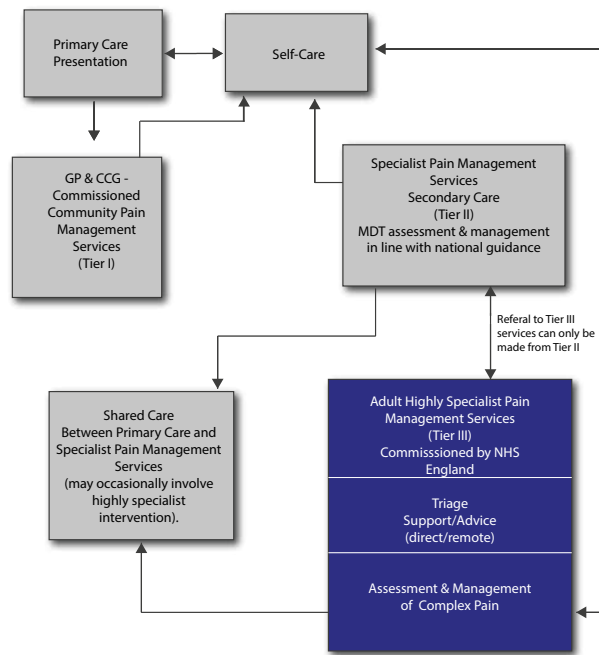 Primary Care
Presentation
Self-Care
GP & CCG -
Commissioned
Community Pain
Management
Services
(Tier I)
Specialist Pain Management
Services
Secondary Care
(Tier II)
MDT assessment & management
in line with national guidance
Referal to Tier III
services can only be
made from Tier II
Shared Care
Between Primary Care and
Specialist Pain Management
Services
(may occasionally involve
highly specialist
intervention).
Adult Highly Specialist Pain
Management Services
(Tier III)
Commisssioned by NHS
England
Triage
Support/Advice
(direct/remote)
Assessment & Management
of Complex Pain